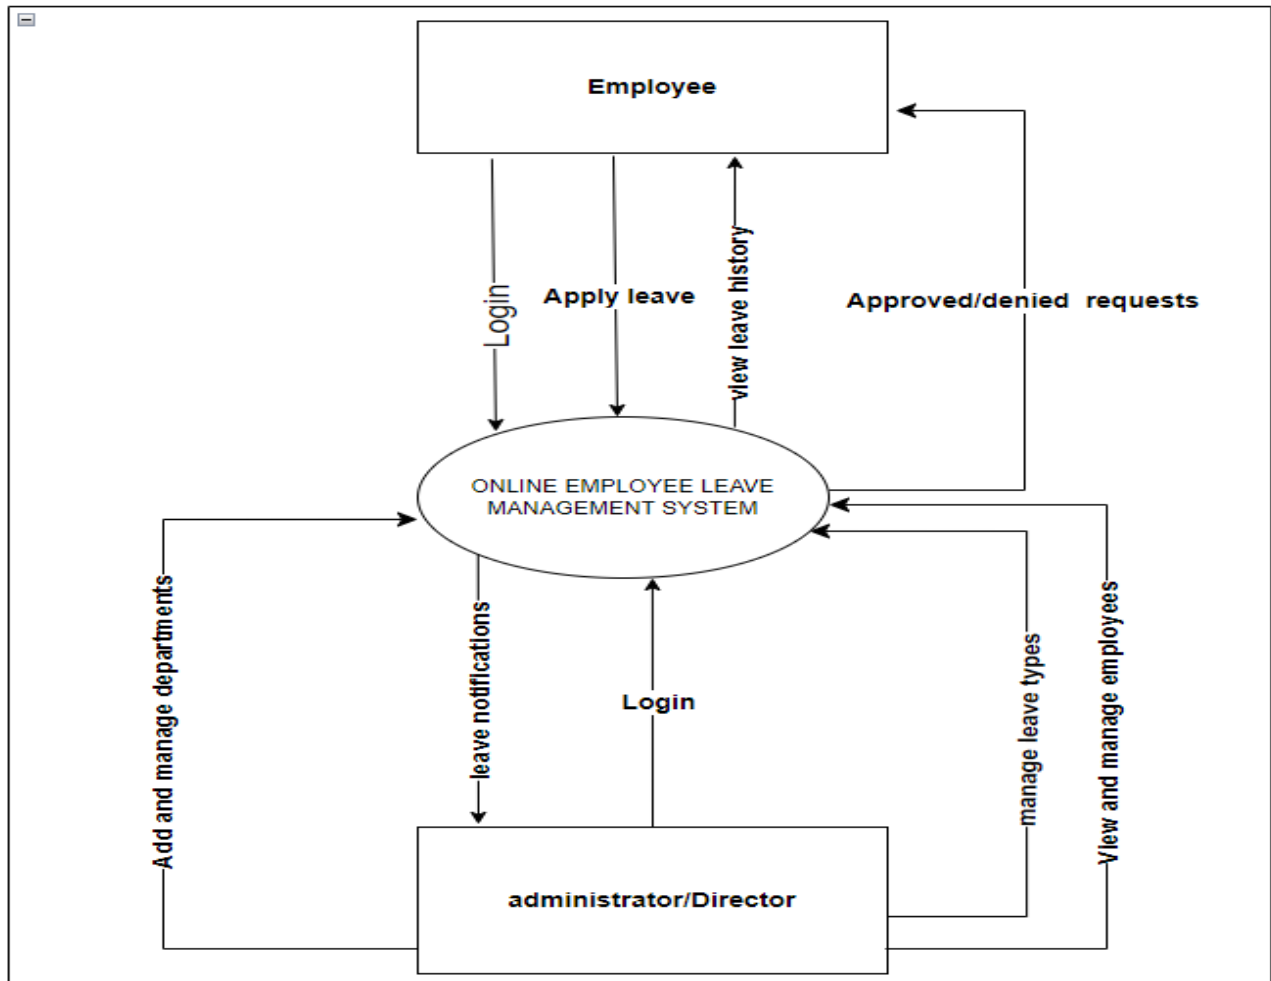 Employee
Login
Apply leave
view leave history
Approved/denied requests
ONLINE EMPLOYEE LEAVE
MANAGEMENT SYSTEM
Add and manage departments
leave notifications
Login
manage leave types
View and manage employees
administrator/Director